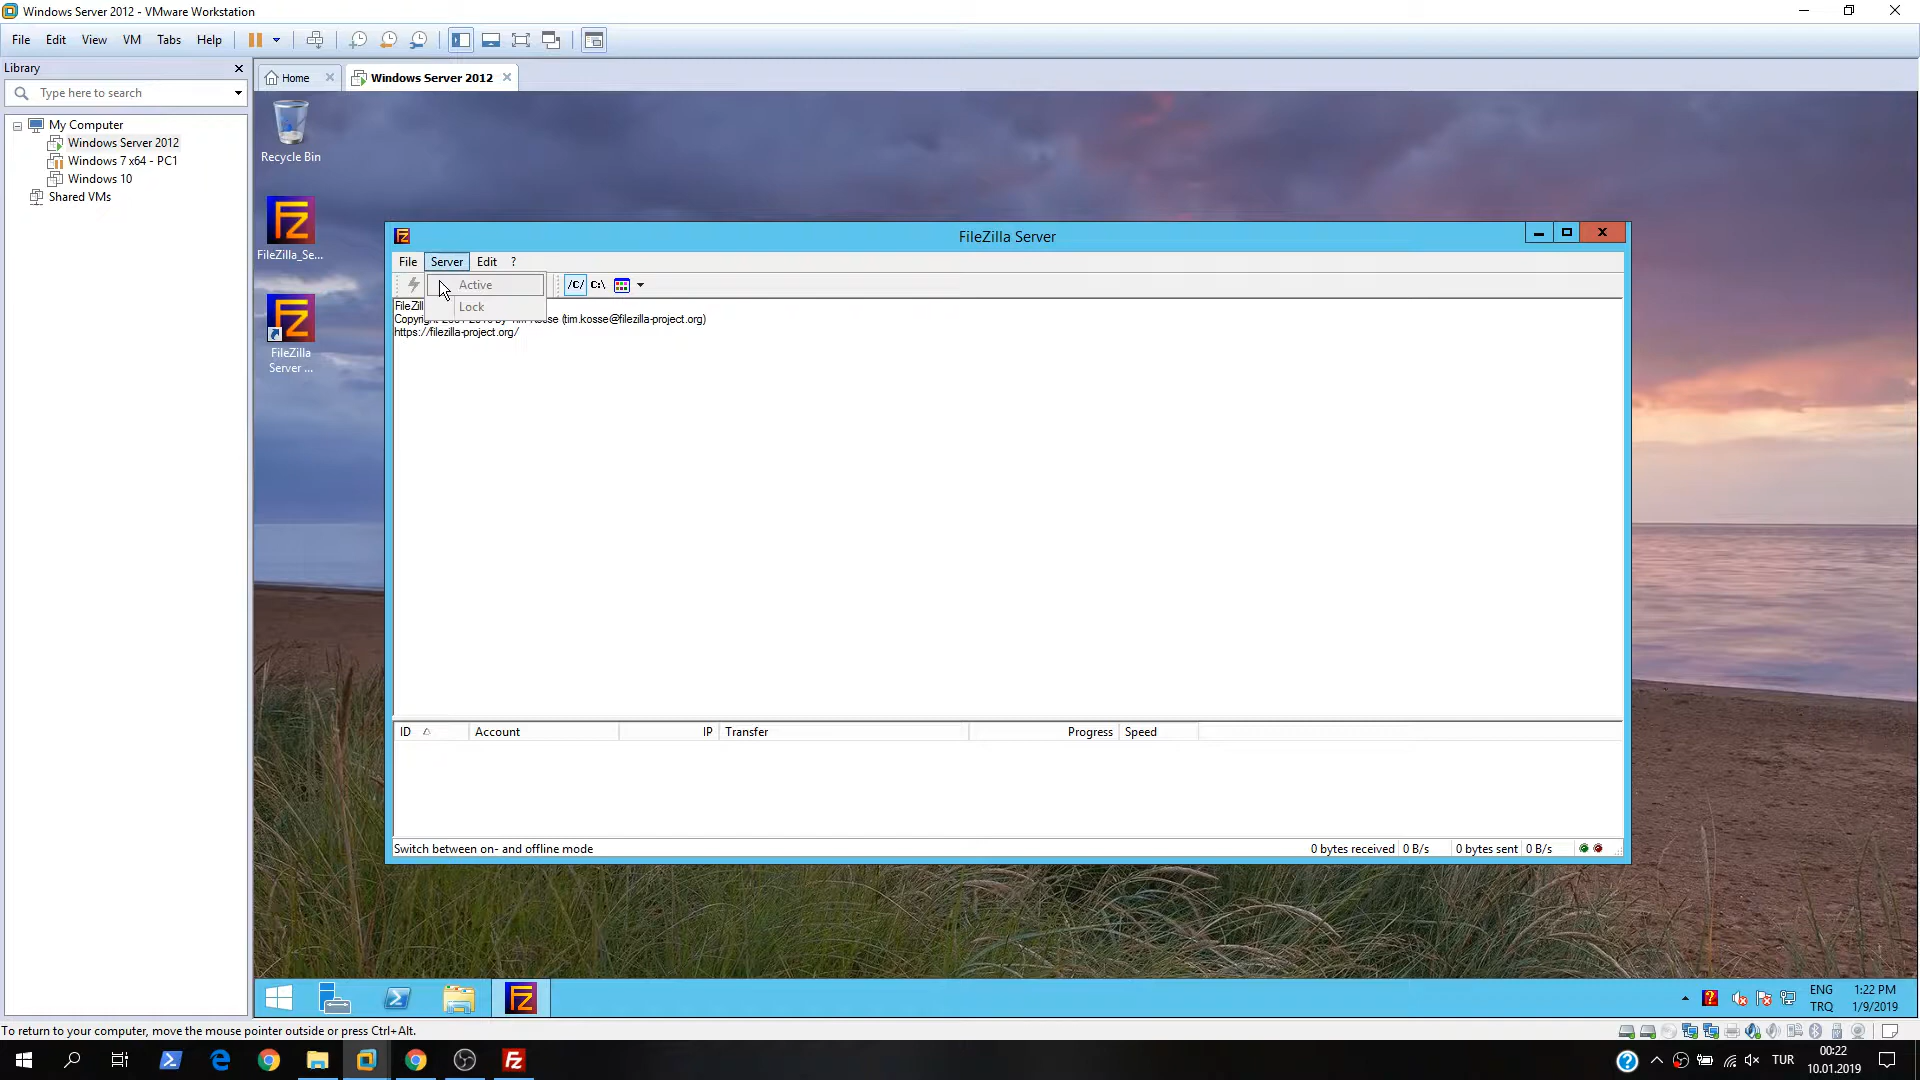 Windows Server 2012 - VMware Workstation
File Edit View VM Tabs Help
Library
Type here to search
Home
Windows Server 2012
My Computer
Windows Server 2012
Windows 7 x64 - PC1
Windows 10
Shared VMs
Recycle Bin
FileZilla_Se...
FileZilla
Server ...
FileZilla Server
File Server Edit ?
Active
Lock
/C/ C:\
FileZill
(tim.kosse@filezilla-project.org)
https://filezilla-project.org/
ID Account IP Transfer Progress Speed
Switch between on- and offline mode
0 bytes received 0 B/s 0 bytes sent 0 B/s
ENG 1:22 PM
TRQ 1/9/2019
To return to your computer, move the mouse pointer outside or press Ctrl+Alt.
TUR 00:22
10.01.2019